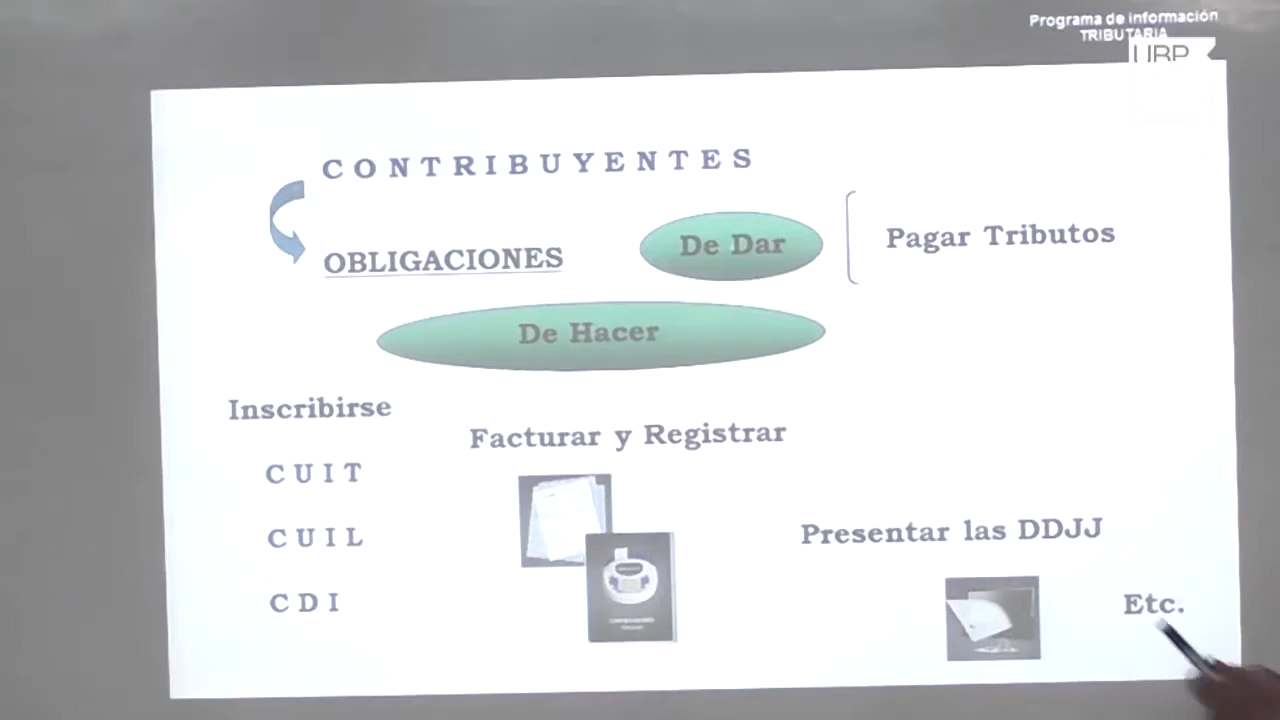 Programa de información
TRIBUTARIA
UBP
CONTRIBUYENTES
OBLIGACIONES
De Dar
Pagar Tributos
De Hacer
Inscribirse
Facturar y Registrar
CUIT
CUIL
Presentar las DDJJ
CDI
Etc.